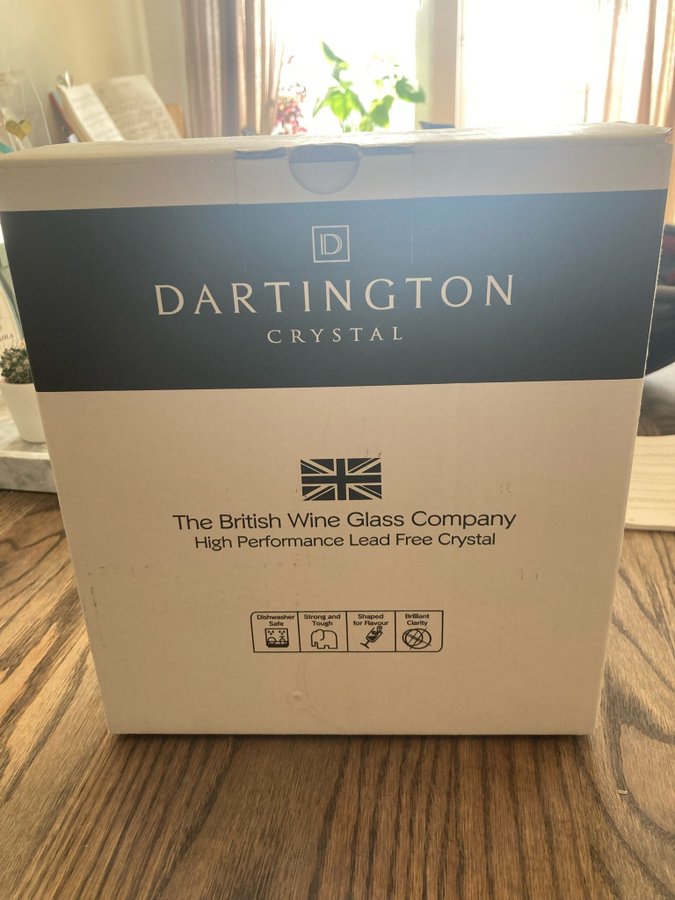 D
DARTINGTON
CRYSTAL
The British Wine Glass Company
High Performance Lead Free Crystal
Dishwasher Safe
Strong and Tough
Shaped for Flavour
Brilliant Clarity